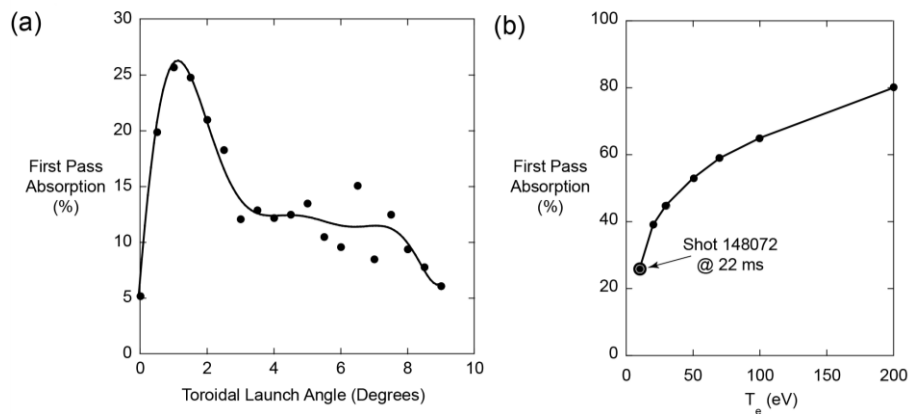 (a)
30
25
20
15
10
5
0
First Pass
Absorption
(%)
0 2 4 6 8 10
Toroidal Launch Angle (Degrees)
(b)
100
80
60
40
20
0
First Pass
Absorption
(%)
Shot 148072
@ 22 ms
0 50 100 150 200
T_e (eV)